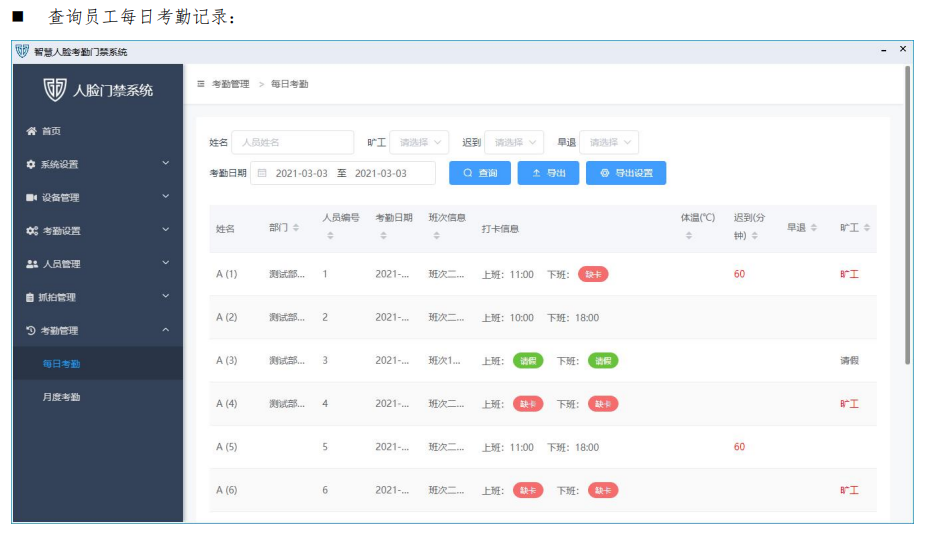 ■ 查询员工每日考勤记录：
智慧人脸考勤门禁系统
人脸门禁系统
考勤管理 > 每日考勤
首页
系统设置
设备管理
考勤设置
人员管理
抓拍管理
考勤管理
每日考勤
月度考勤
姓名 人员姓名 旷工 请选择 迟到 请选择 早退 请选择
考勤日期 2021-03-03 至 2021-03-03 查询 导出 导出设置
姓名 部门 人员编号 考勤日期 班次信息 打卡信息 体温(℃) 迟到(分钟) 早退 旷工
A (1) 测试部... 1 2021-... 班次二... 上班: 11:00 下班: 缺卡 60 旷工
A (2) 测试部... 2 2021-... 班次二... 上班: 10:00 下班: 18:00
A (3) 测试部... 3 2021-... 班次1... 上班: 请假 下班: 请假 请假
A (4) 测试部... 4 2021-... 班次二... 上班: 缺卡 下班: 缺卡 旷工
A (5) 5 2021-... 班次二... 上班: 11:00 下班: 18:00 60
A (6) 6 2021-... 班次二... 上班: 缺卡 下班: 缺卡 旷工